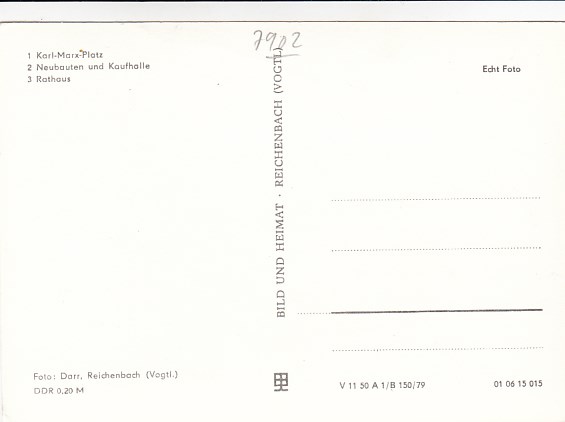 7902
1 Karl-Marx-Platz
2 Neubauten und Kaufhalle
3 Rathaus
Echt Foto
BILD UND HEIMAT · REICHENBACH (VOGTL)
Foto: Darr, Reichenbach (Vogtl.)
DDR 0,20 M
V 11 50 A 1/B 150/79
01 06 15 015